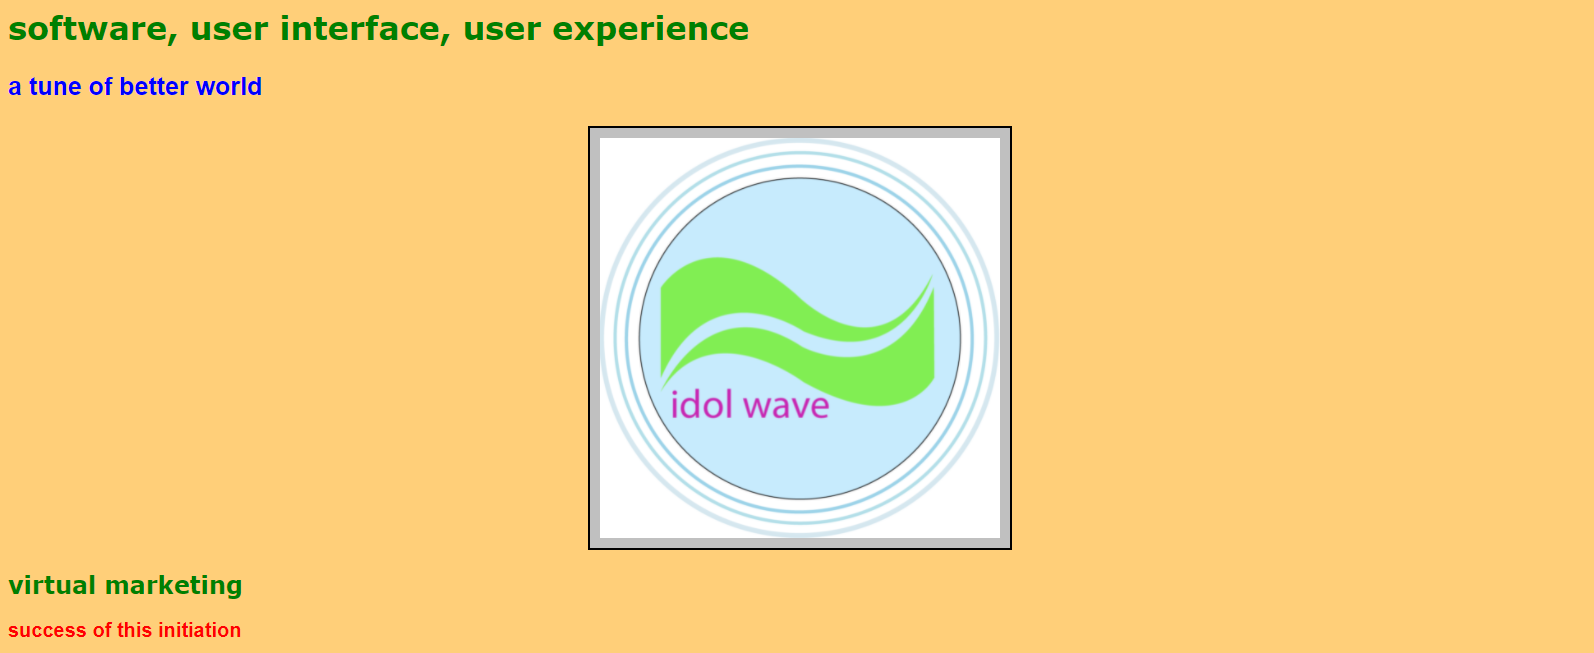 software, user interface, user experience
a tune of better world
idol wave
virtual marketing
success of this initiation